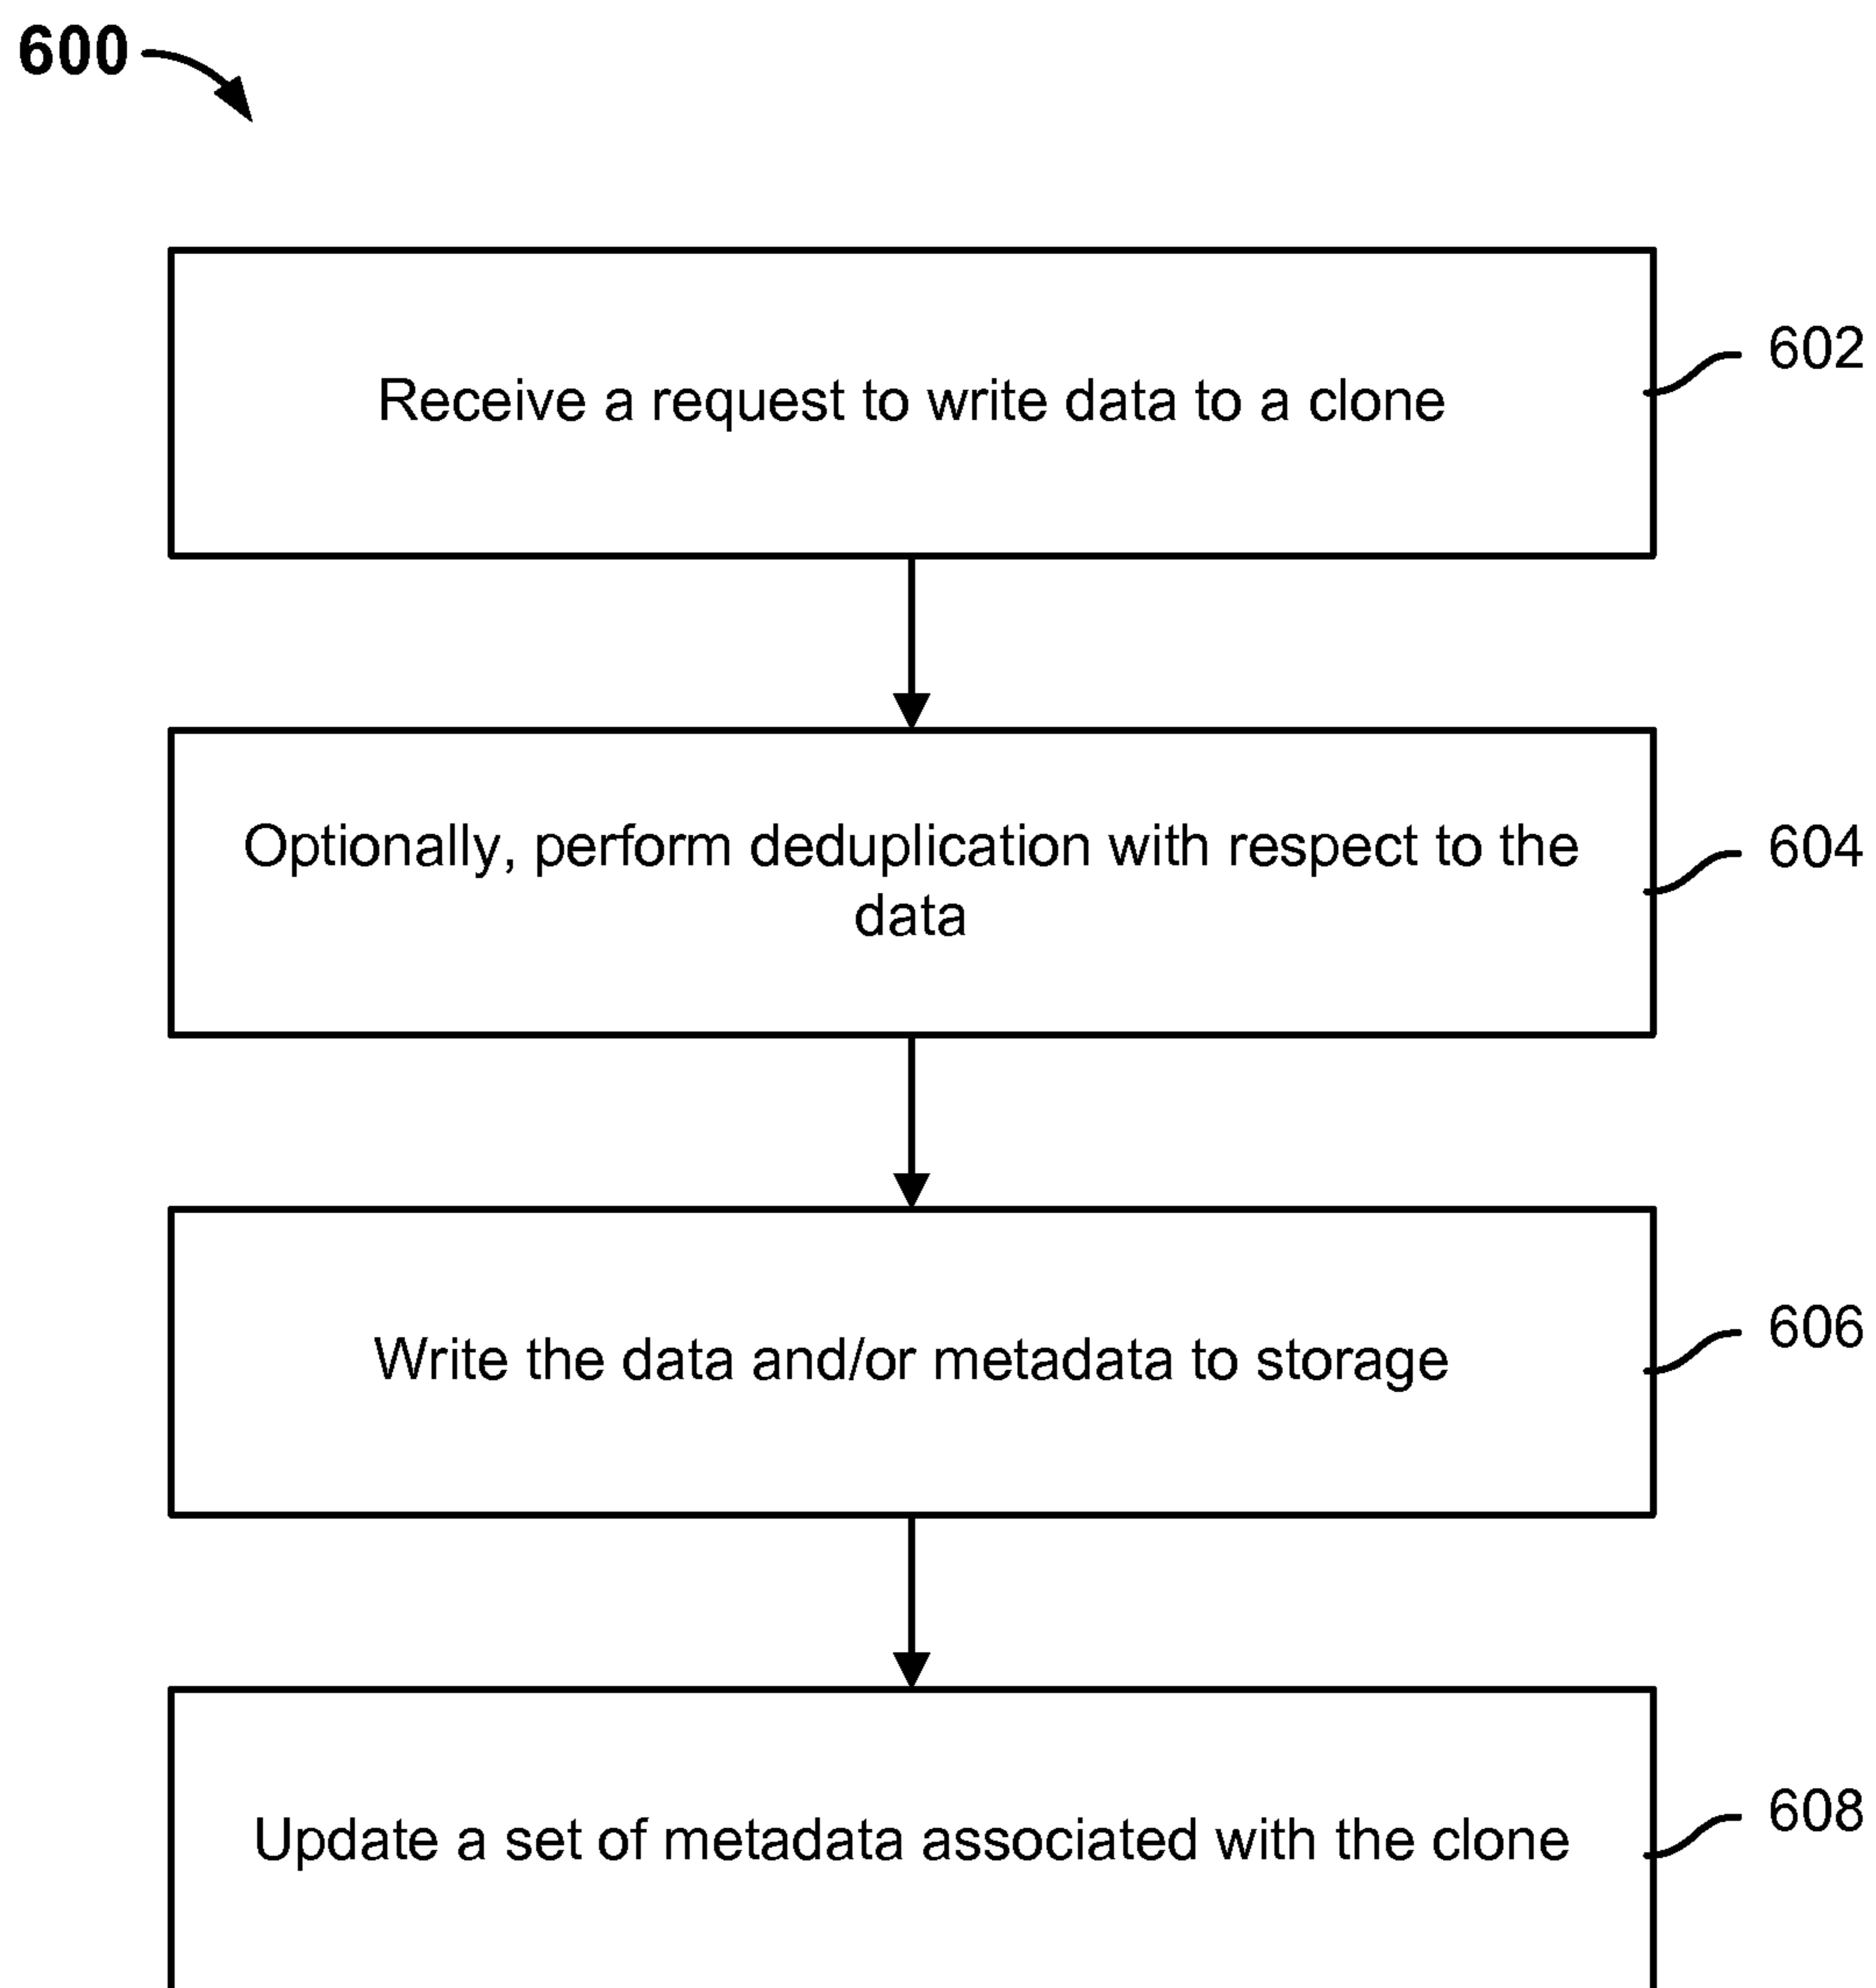 600
Receive a request to write data to a clone
602
Optionally, perform deduplication with respect to the
data
604
Write the data and/or metadata to storage
606
Update a set of metadata associated with the clone
608